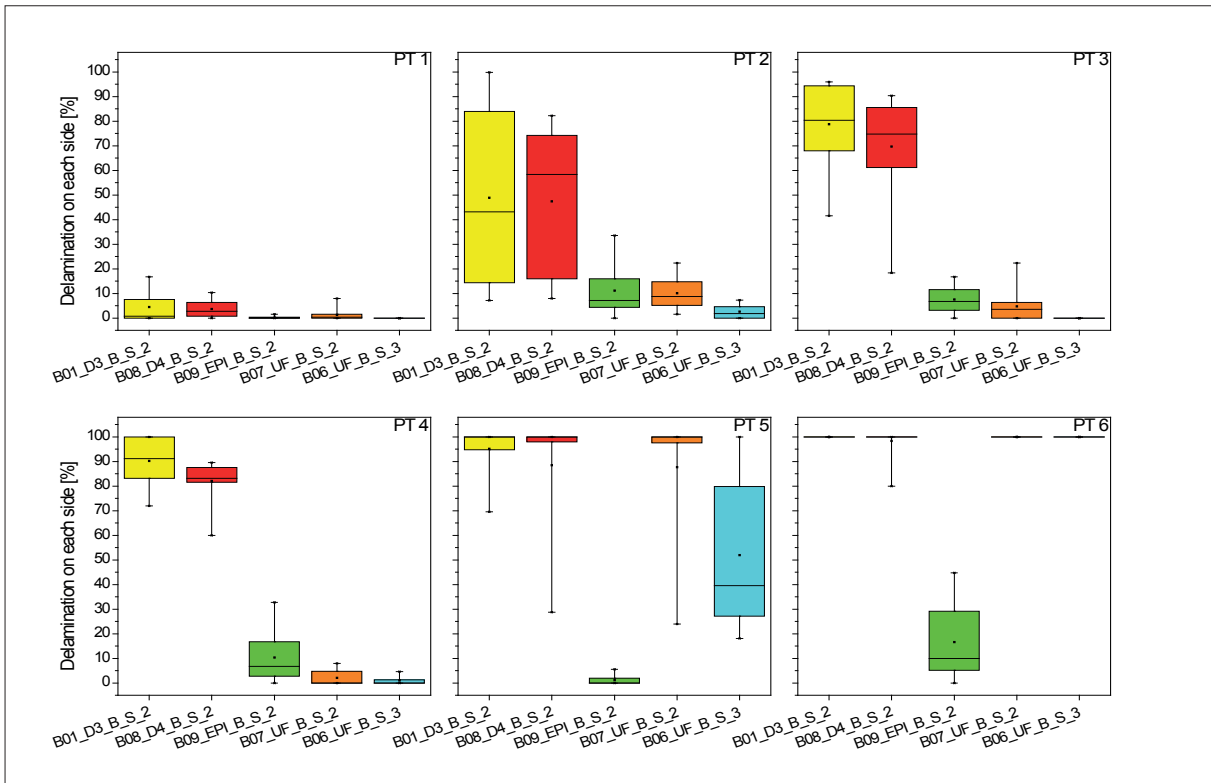 PT 1
PT 2
PT 3
Delamination on each side [%]
100
90
80
70
60
50
40
30
20
10
0
B01_D3_B_S_2
B08_D4_B_S_2
B09_EPI_B_S_2
B07_UF_B_S_2
B06_UF_B_S_3
B01_D3_B_S_2
B08_D4_B_S_2
B09_EPI_B_S_2
B07_UF_B_S_2
B06_UF_B_S_3
B01_D3_B_S_2
B08_D4_B_S_2
B09_EPI_B_S_2
B07_UF_B_S_2
B06_UF_B_S_3
PT 4
PT 5
PT 6
Delamination on each side [%]
100
90
80
70
60
50
40
30
20
10
0
B01_D3_B_S_2
B08_D4_B_S_2
B09_EPI_B_S_2
B07_UF_B_S_2
B06_UF_B_S_3
B01_D3_B_S_2
B08_D4_B_S_2
B09_EPI_B_S_2
B07_UF_B_S_2
B06_UF_B_S_3
B01_D3_B_S_2
B08_D4_B_S_2
B09_EPI_B_S_2
B07_UF_B_S_2
B06_UF_B_S_3